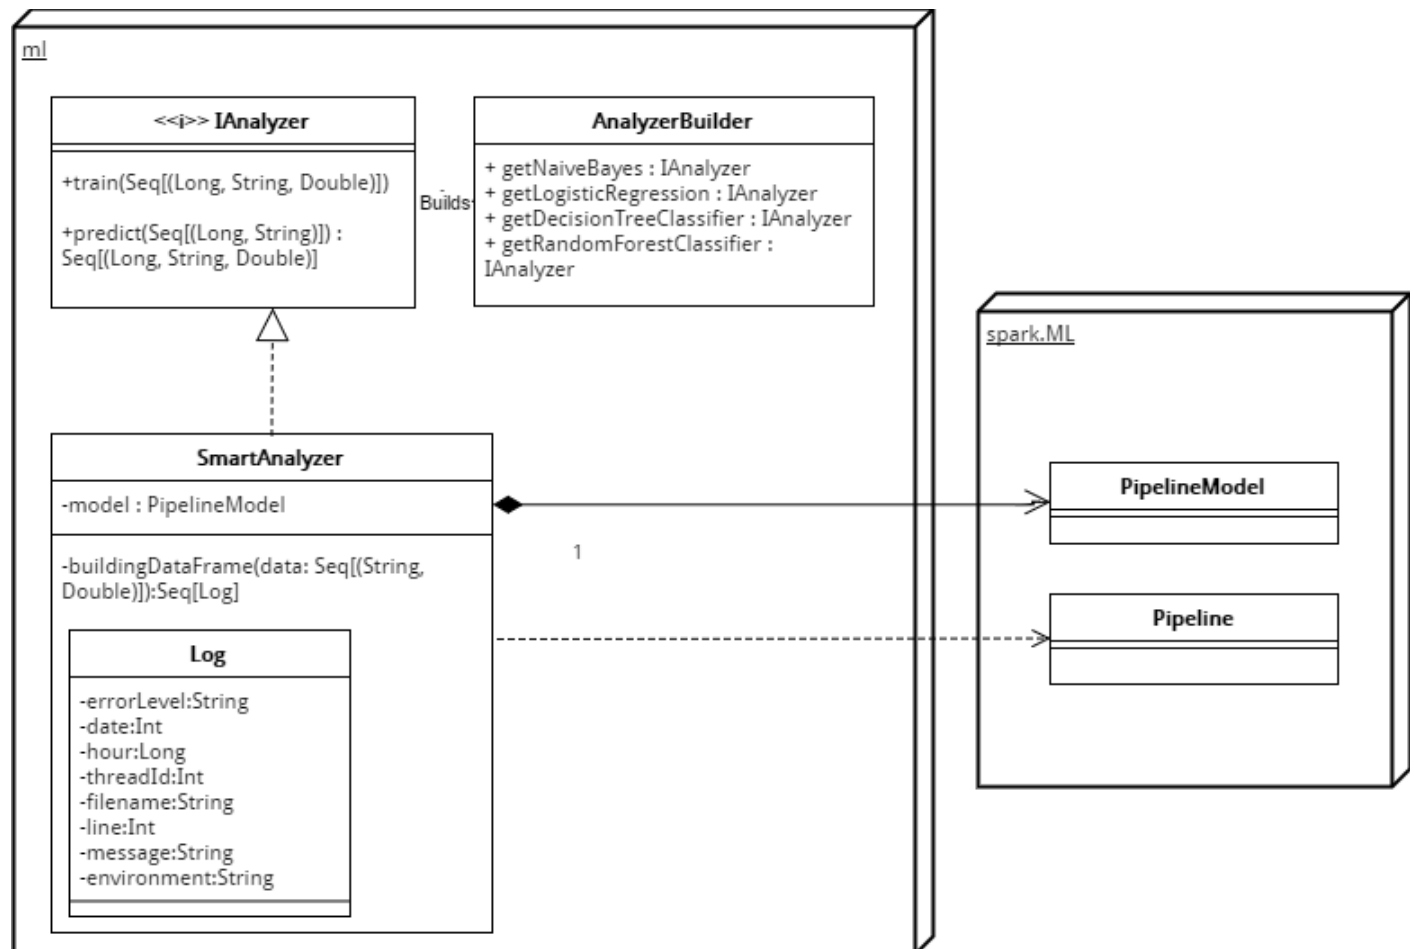 ml
<<i>> IAnalyzer
+train(Seq[(Long, String, Double)])
+predict(Seq[(Long, String)]) :
Seq[(Long, String, Double)]
Builds
AnalyzerBuilder
+ getNaiveBayes : IAnalyzer
+ getLogisticRegression : IAnalyzer
+ getDecisionTreeClassifier : IAnalyzer
+ getRandomForestClassifier :
IAnalyzer
SmartAnalyzer
-model : PipelineModel
-buildingDataFrame(data: Seq[(String,
Double)]):Seq[Log]
Log
-errorLevel:String
-date:Int
-hour:Long
-threadId:Int
-filename:String
-line:Int
-message:String
-environment:String
1
spark.ML
PipelineModel
Pipeline